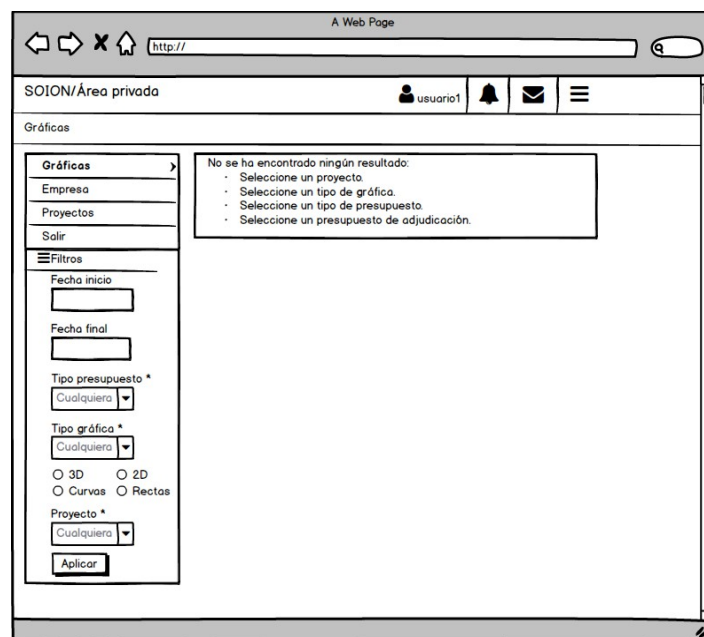 A Web Page
http://
SOION/Área privada
usuario1
Gráficas
Gráficas
Empresa
Proyectos
Salir
Filtros
Fecha inicio
Fecha final
Tipo presupuesto *
Cualquiera
Tipo gráfica *
Cualquiera
3D 2D
Curvas Rectas
Proyecto *
Cualquiera
Aplicar
No se ha encontrado ningún resultado:
· Seleccione un proyecto.
· Seleccione un tipo de gráfica.
· Seleccione un tipo de presupuesto.
· Seleccione un presupuesto de adjudicación.